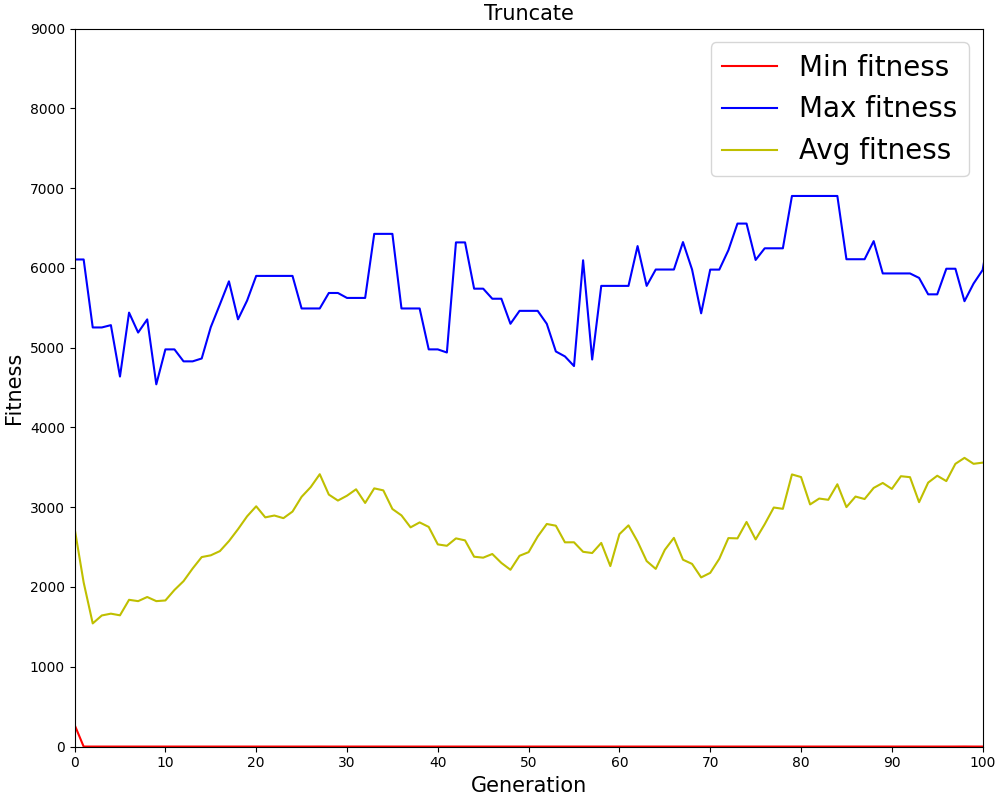 Truncate
9000
8000
7000
6000
5000
4000
3000
2000
1000
0
Fitness
Min fitness
Max fitness
Avg fitness
0 10 20 30 40 50 60 70 80 90 100
Generation